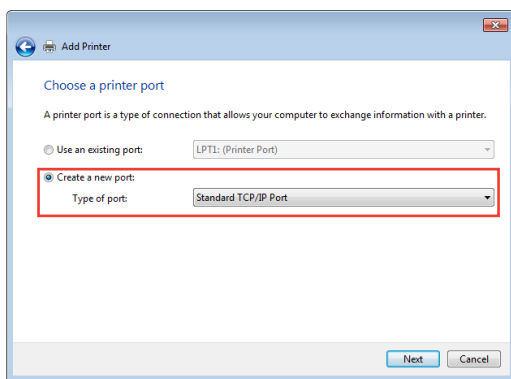 Add Printer
Choose a printer port
A printer port is a type of connection that allows your computer to exchange information with a printer.
Use an existing port: LPT1: (Printer Port)
Create a new port:
Type of port: Standard TCP/IP Port
Next Cancel